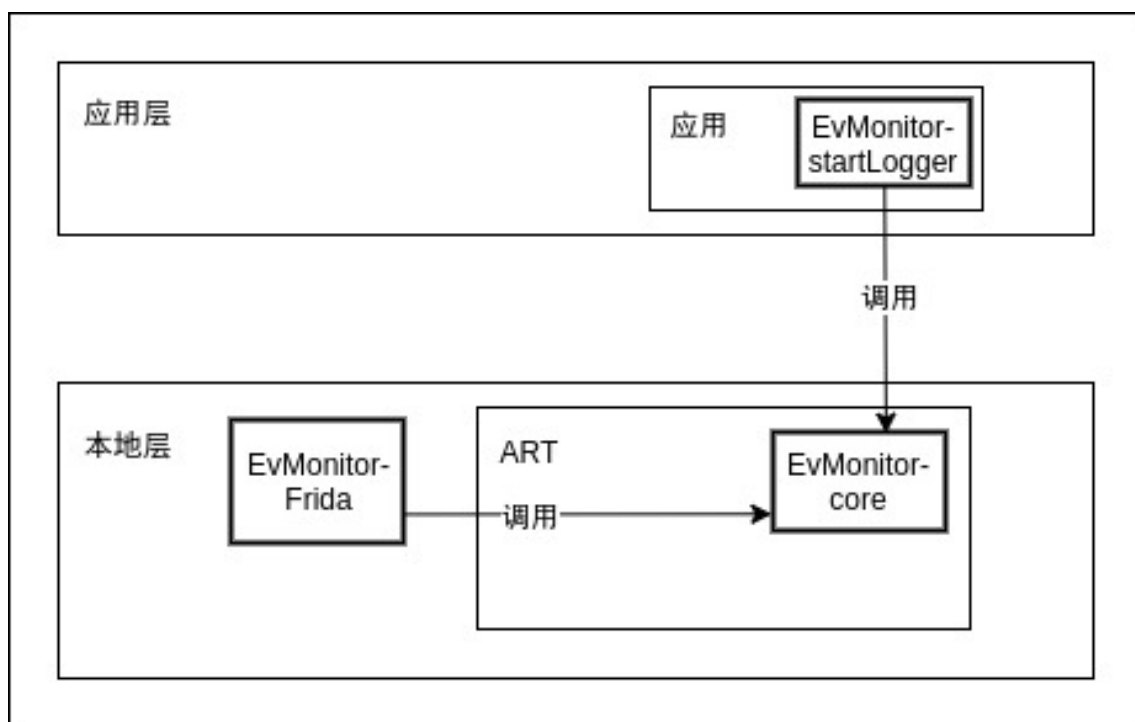 应用层
应用
EvMonitor-
startLogger
调用
本地层
EvMonitor-
Frida
ART
调用
EvMonitor-
core